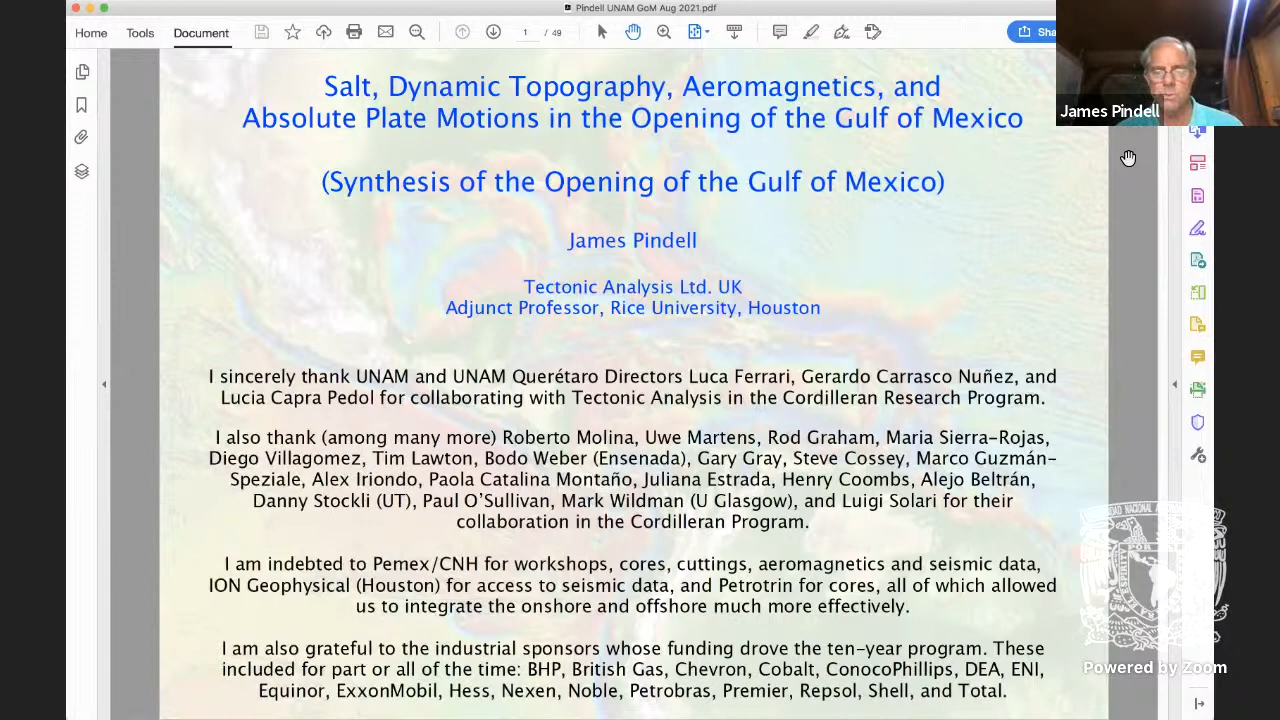 Pindell UNAM GoM Aug 2021.pdf
Home
Tools
Document
1
/ 49
Sha
James Pindell
Salt, Dynamic Topography, Aeromagnetics, and
Absolute Plate Motions in the Opening of the Gulf of Mexico
(Synthesis of the Opening of the Gulf of Mexico)
James Pindell
Tectonic Analysis Ltd. UK
Adjunct Professor, Rice University, Houston
I sincerely thank UNAM and UNAM Querétaro Directors Luca Ferrari, Gerardo Carrasco Nuñez, and
Lucia Capra Pedol for collaborating with Tectonic Analysis in the Cordilleran Research Program.
I also thank (among many more) Roberto Molina, Uwe Martens, Rod Graham, Maria Sierra-Rojas,
Diego Villagomez, Tim Lawton, Bodo Weber (Ensenada), Gary Gray, Steve Cossey, Marco Guzmán-
Speziale, Alex Iriondo, Paola Catalina Montaño, Juliana Estrada, Henry Coombs, Alejo Beltrán,
Danny Stockli (UT), Paul O'Sullivan, Mark Wildman (U Glasgow), and Luigi Solari for their
collaboration in the Cordilleran Program.
I am indebted to Pemex/CNH for workshops, cores, cuttings, aeromagnetics and seismic data,
ION Geophysical (Houston) for access to seismic data, and Petrotrin for cores, all of which allowed
us to integrate the onshore and offshore much more effectively.
I am also grateful to the industrial sponsors whose funding drove the ten-year program. These
included for part or all of the time: BHP, British Gas, Chevron, Cobalt, ConocoPhillips, DEA, ENI,
Equinor, ExxonMobil, Hess, Nexen, Noble, Petrobras, Premier, Repsol, Shell, and Total.
Powered by Zoom